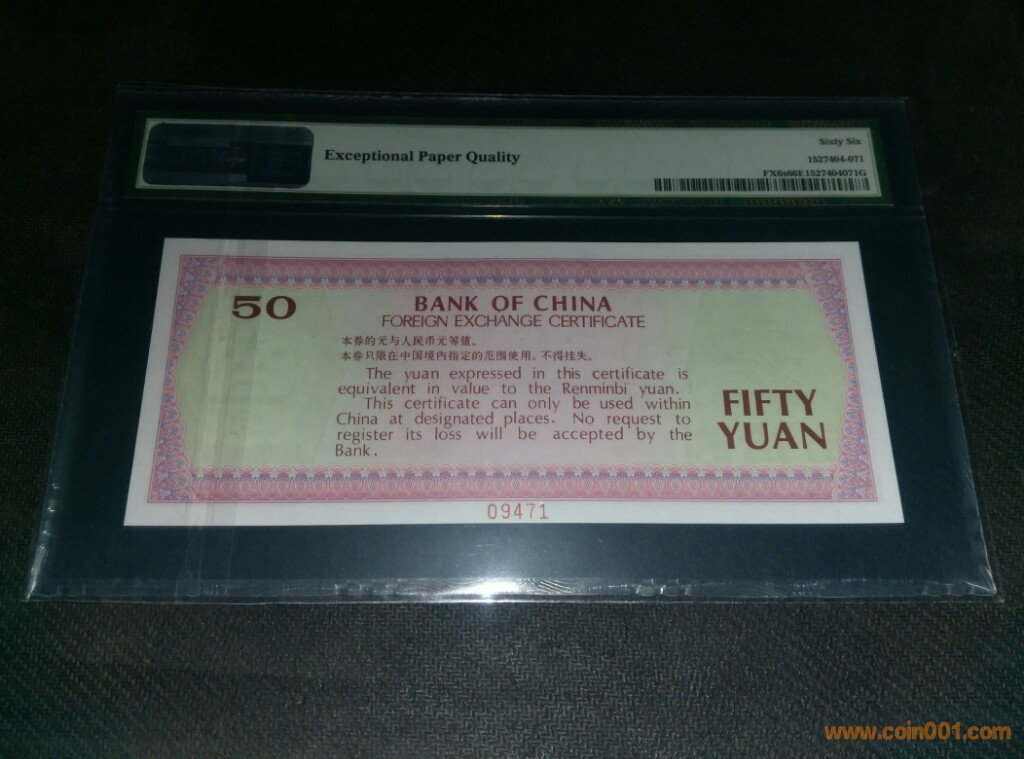 Exceptional Paper Quality
Sixty Six
1527404-071
FX6s66E1527404071G
50
BANK OF CHINA
FOREIGN EXCHANGE CERTIFICATE
本券的元与人民币元等值。
本券只限在中国境内指定的范围使用。不得挂失。
The yuan expressed in this certificate is
equivalent in value to the Renminbi yuan.
This certificate can only be used within
China at designated places. No request to
register its loss will be accepted by the
Bank.
FIFTY
YUAN
09471
www.coin001.com